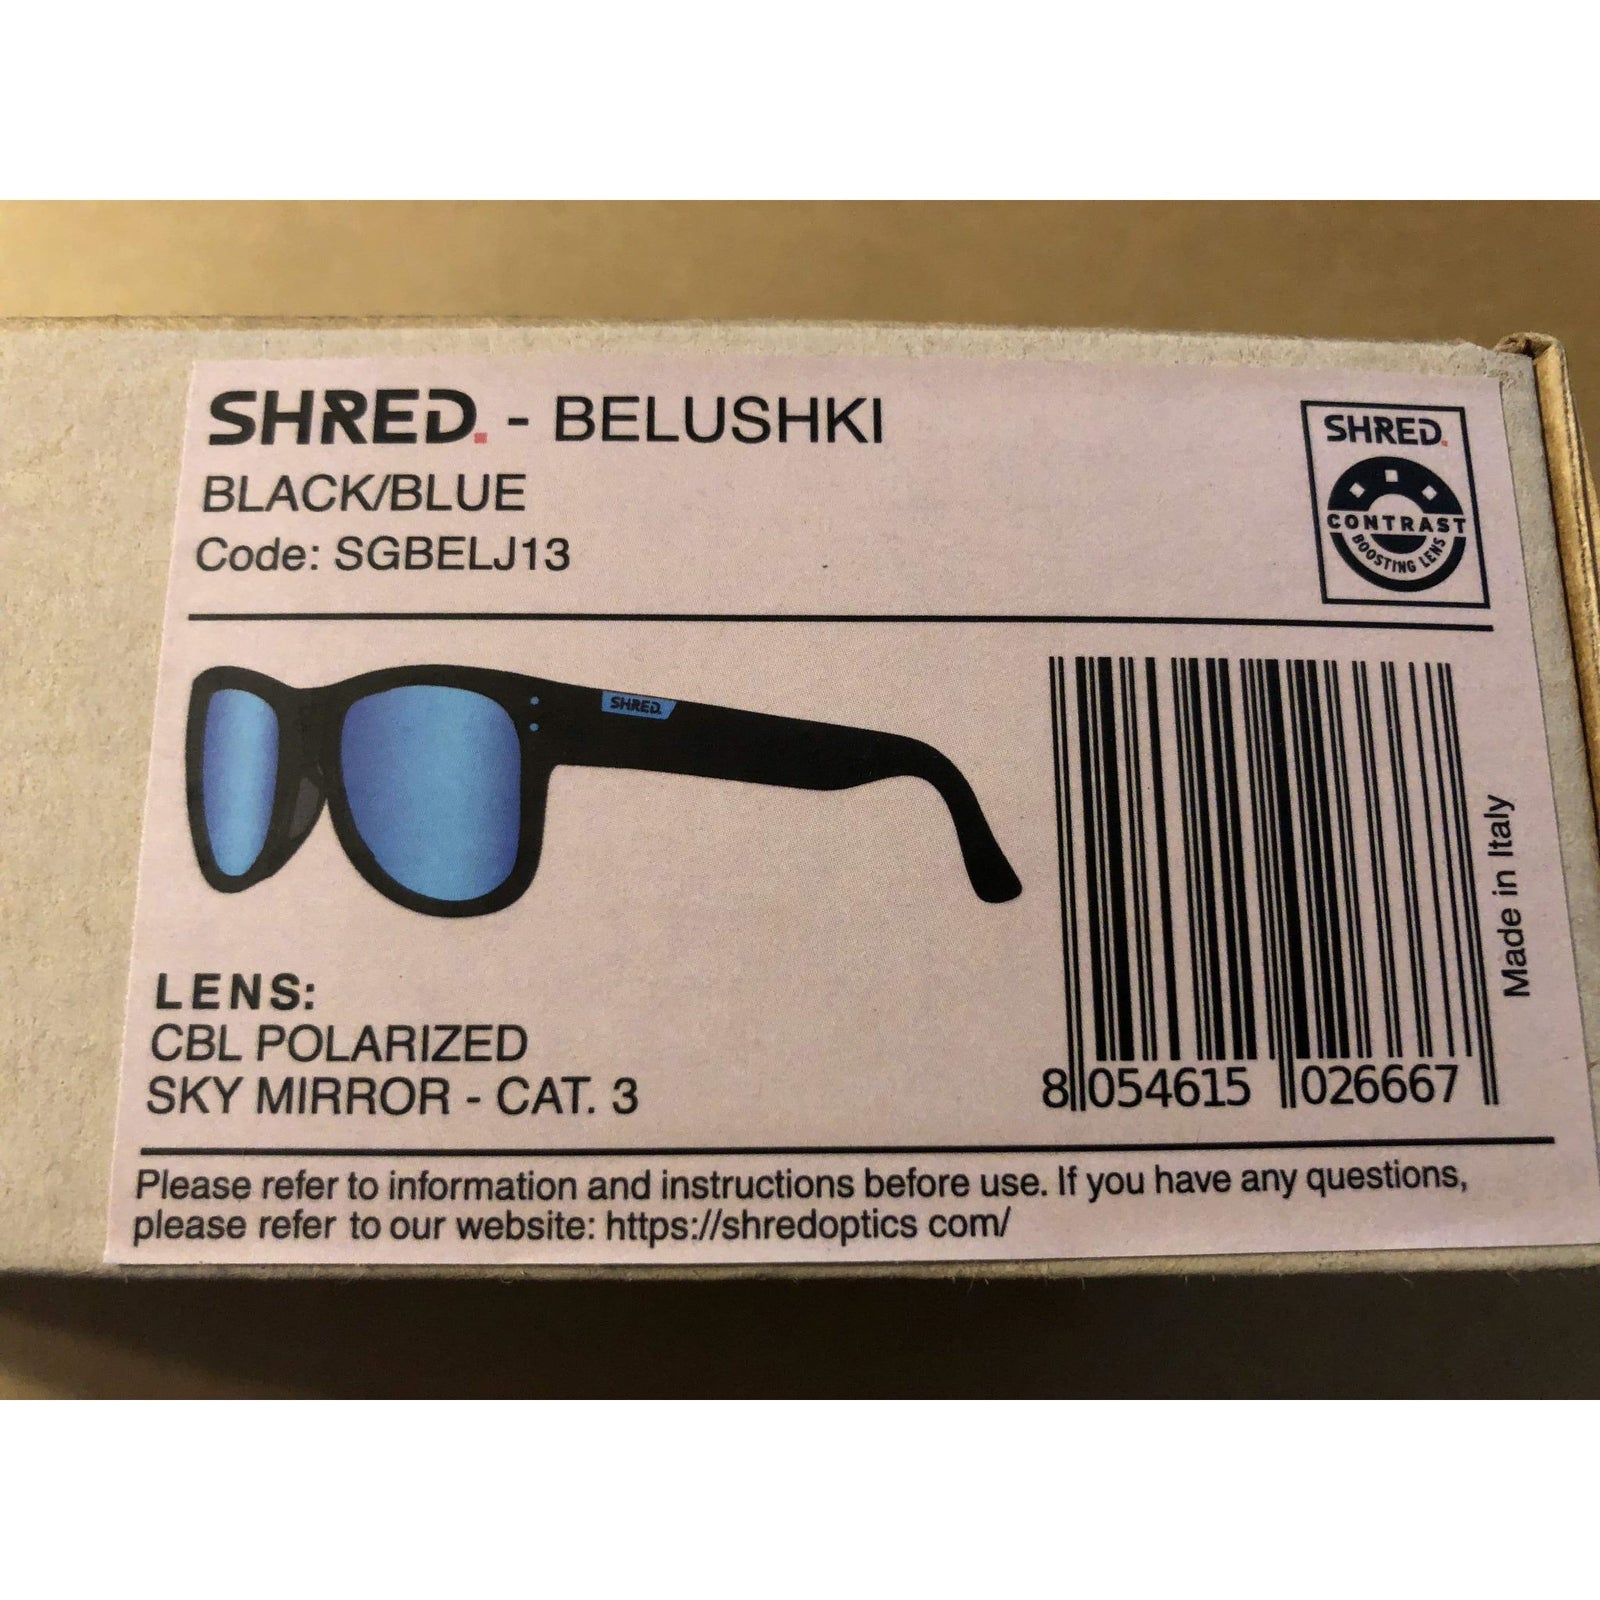 SHRED. - BELUSHKI
BLACK/BLUE
Code: SGBELJ13
SHRED.
CONTRAST
BOOSTING LENS
SHRED.
LENS:
CBL POLARIZED
SKY MIRROR - CAT. 3
8 054615 026667
Made in Italy
Please refer to information and instructions before use. If you have any questions,
please refer to our website: https://shredoptics com/